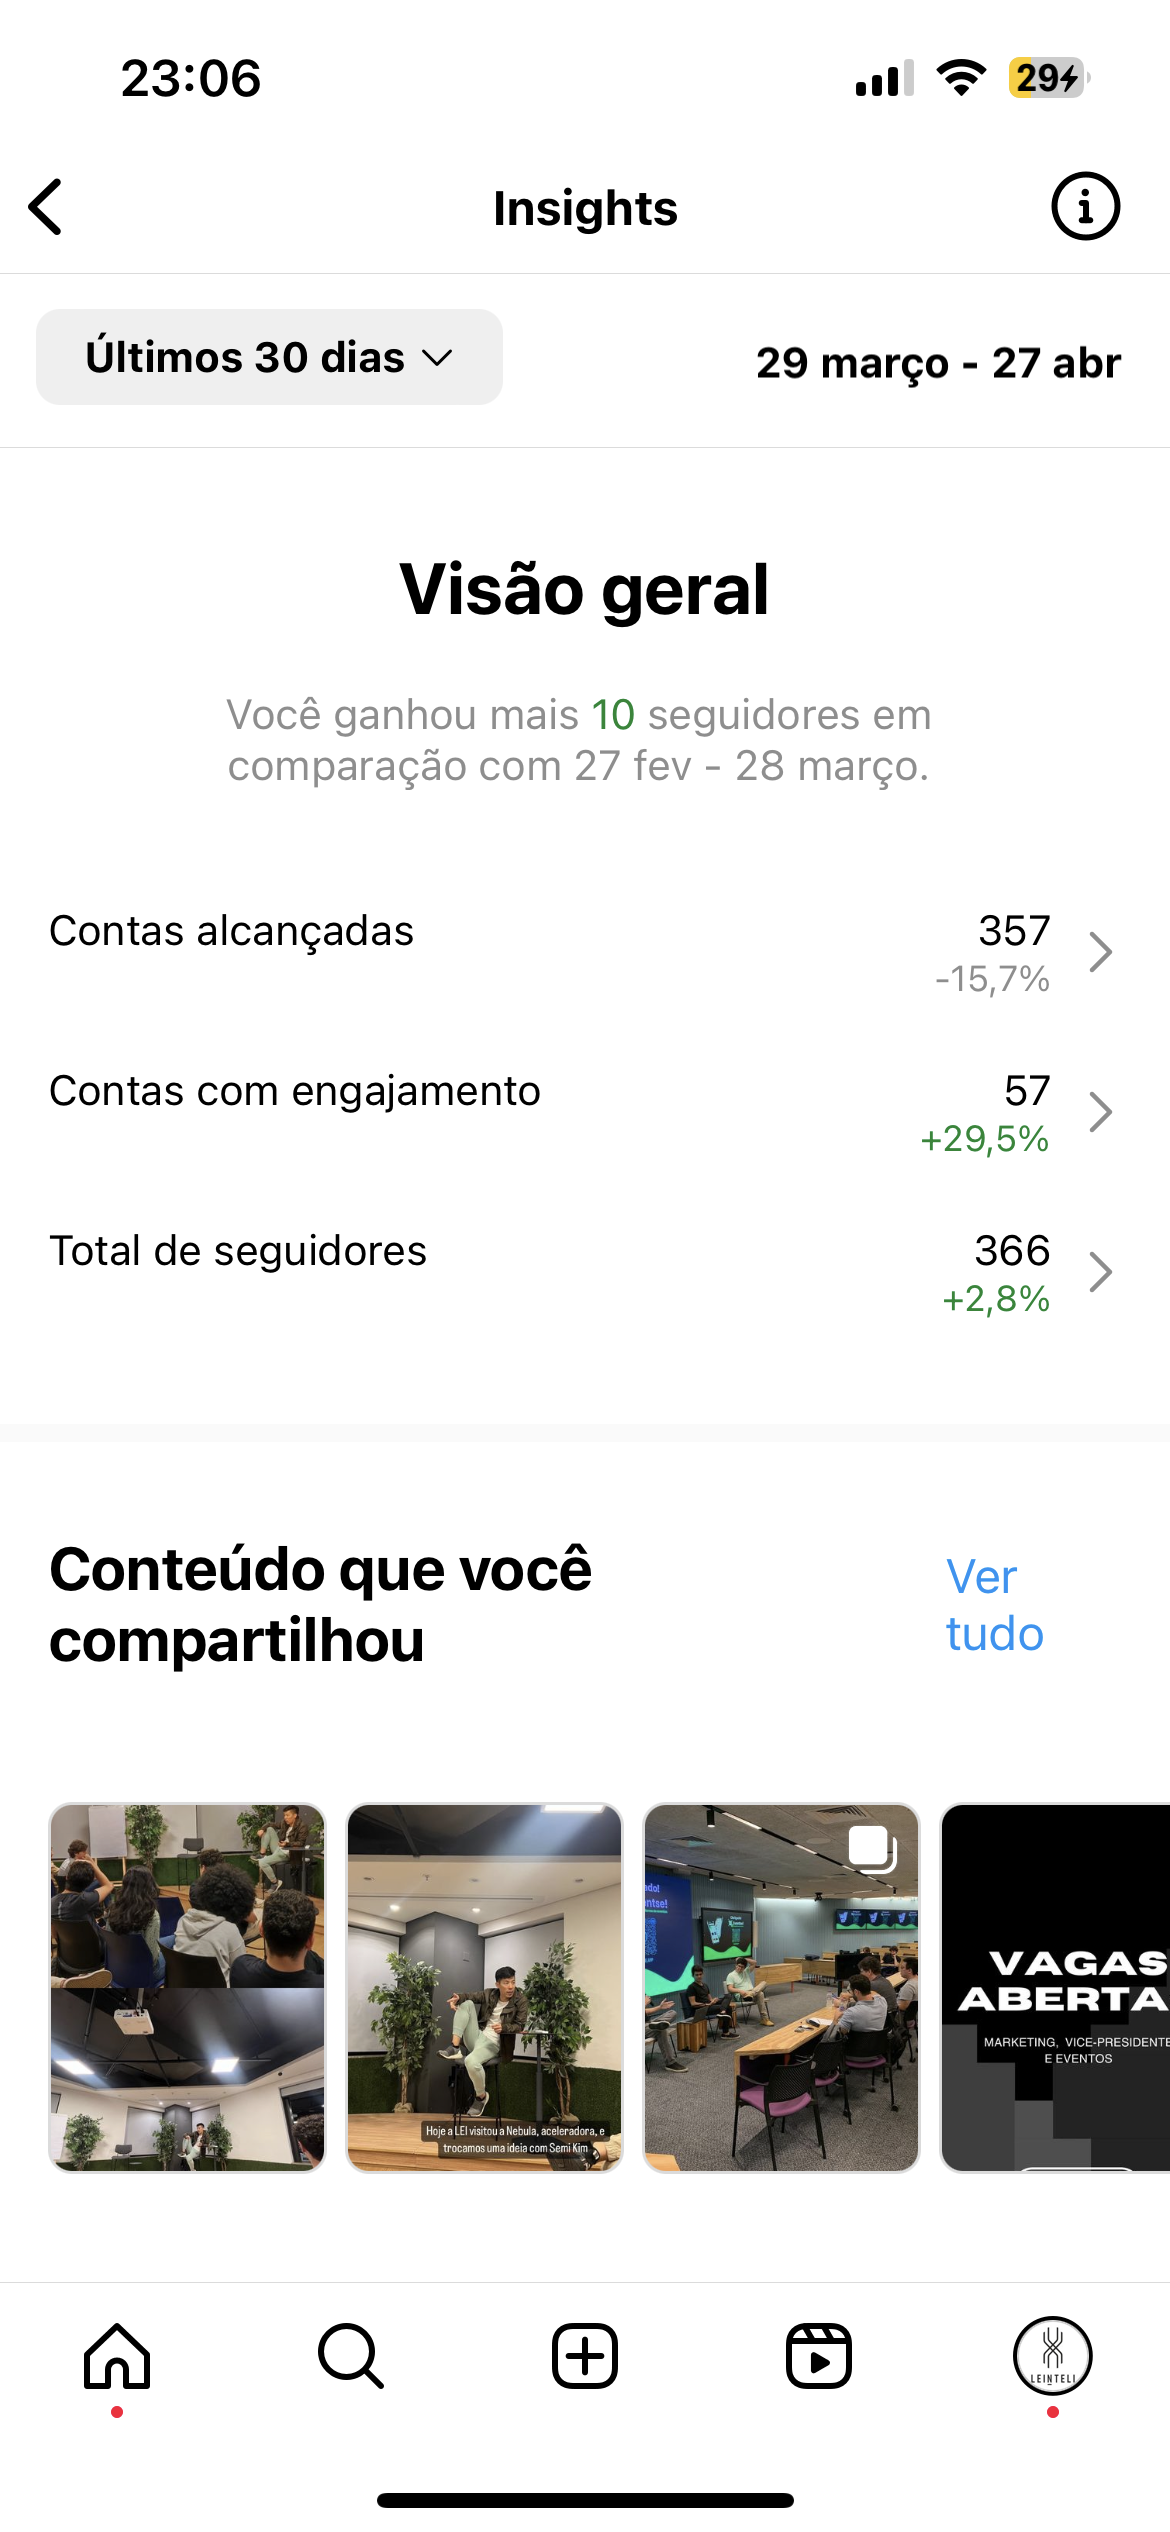 23:06
29
Insights
Últimos 30 dias
29 março - 27 abr
Visão geral
Você ganhou mais 10 seguidores em
comparação com 27 fev - 28 março.
Contas alcançadas
357
-15,7%
Contas com engajamento
57
+29,5%
Total de seguidores
366
+2,8%
Conteúdo que você
compartilhou
Ver
tudo
Hoje a LEI visitou a Nebula, aceleradora, e
trocamos uma ideia com Semi Kim
VAGAS
ABERTA
MARKETING, VICE-PRESIDENTE
E EVENTOS
LEINTELI